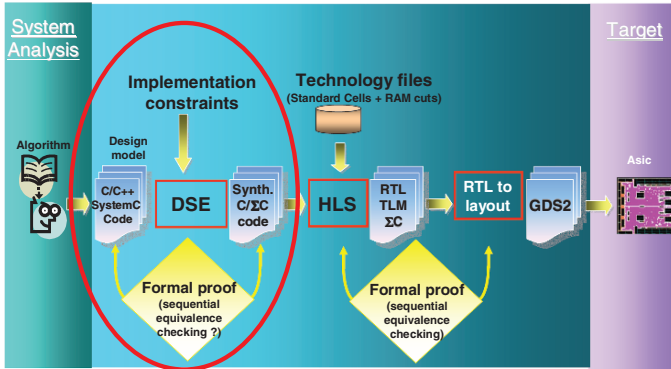 System
Analysis
Target
Implementation
constraints
Technology files
(Standard Cells + RAM cuts)
Algorithm
Design
model
Asic
C/C++
SystemC
Code
DSE
Synth.
C/ΣC
code
HLS
RTL
TLM
ΣC
RTL to
layout
GDS2
Formal proof
(sequential
equivalence
checking ?)
Formal proof
(sequential
equivalence
checking)